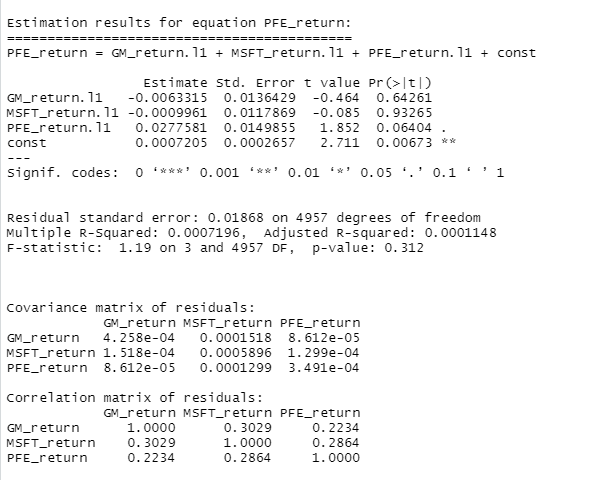 Estimation results for equation PFE_return:
==========================================
PFE_return = GM_return.l1 + MSFT_return.l1 + PFE_return.l1 + const
Estimate Std. Error t value Pr(>|t|)
GM_return.l1 -0.0063315 0.0136429 -0.464 0.64261
MSFT_return.l1 -0.0009961 0.0117869 -0.085 0.93265
PFE_return.l1 0.0277581 0.0149855 1.852 0.06404 .
const 0.0007205 0.0002657 2.711 0.00673 **
---
Signif. codes: 0 ‘***’ 0.001 ‘**’ 0.01 ‘*’ 0.05 ‘.’ 0.1 ‘ ’ 1
Residual standard error: 0.01868 on 4957 degrees of freedom
Multiple R-Squared: 0.0007196, Adjusted R-squared: 0.0001148
F-statistic: 1.19 on 3 and 4957 DF, p-value: 0.312
Covariance matrix of residuals:
GM_return MSFT_return PFE_return
GM_return 4.258e-04 0.0001518 8.612e-05
MSFT_return 1.518e-04 0.0005896 1.299e-04
PFE_return 8.612e-05 0.0001299 3.491e-04
Correlation matrix of residuals:
GM_return MSFT_return PFE_return
GM_return 1.0000 0.3029 0.2234
MSFT_return 0.3029 1.0000 0.2864
PFE_return 0.2234 0.2864 1.0000